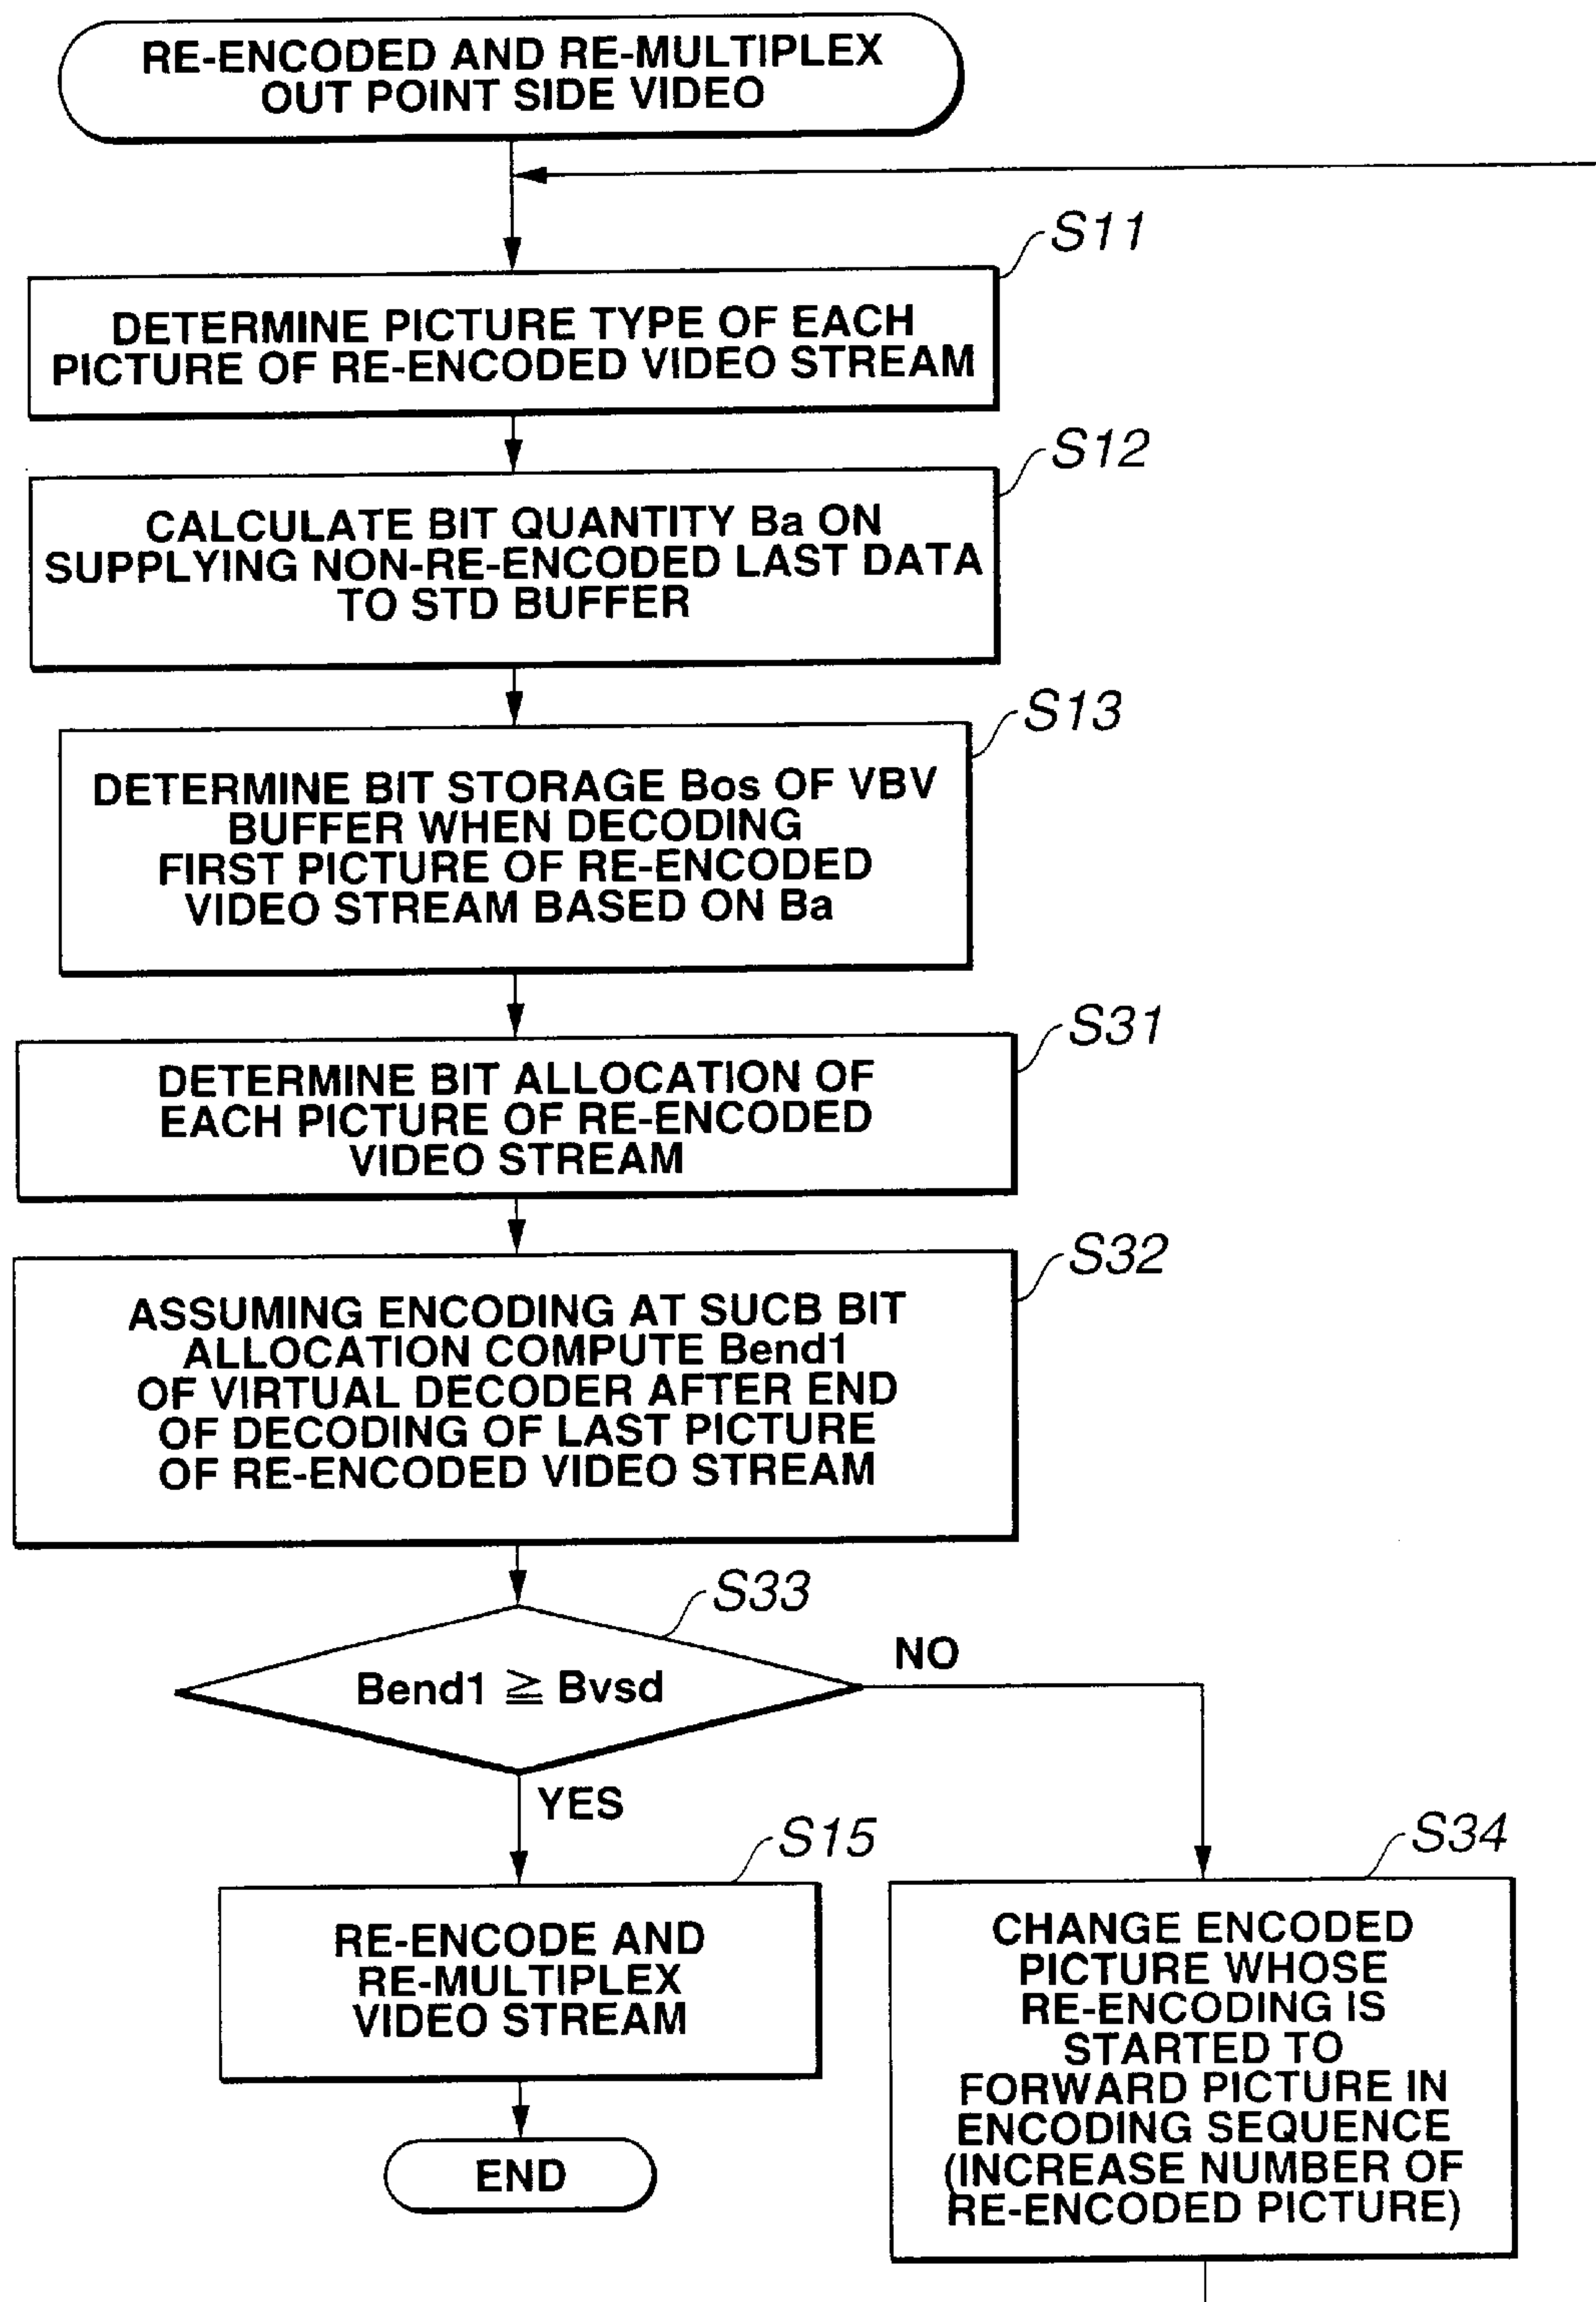 RE-ENCODED AND RE-MULTIPLEX
OUT POINT SIDE VIDEO
S11
DETERMINE PICTURE TYPE OF EACH
PICTURE OF RE-ENCODED VIDEO STREAM
S12
CALCULATE BIT QUANTITY Ba ON
SUPPLYING NON-RE-ENCODED LAST DATA
TO STD BUFFER
S13
DETERMINE BIT STORAGE Bos OF VBV
BUFFER WHEN DECODING
FIRST PICTURE OF RE-ENCODED
VIDEO STREAM BASED ON Ba
S31
DETERMINE BIT ALLOCATION OF
EACH PICTURE OF RE-ENCODED
VIDEO STREAM
S32
ASSUMING ENCODING AT SUCB BIT
ALLOCATION COMPUTE Bend1
OF VIRTUAL DECODER AFTER END
OF DECODING OF LAST PICTURE
OF RE-ENCODED VIDEO STREAM
S33
Bend1 ≧ Bvsd
NO
YES
S15
RE-ENCODE AND
RE-MULTIPLEX
VIDEO STREAM
END
S34
CHANGE ENCODED
PICTURE WHOSE
RE-ENCODING IS
STARTED TO
FORWARD PICTURE IN
ENCODING SEQUENCE
(INCREASE NUMBER OF
RE-ENCODED PICTURE)